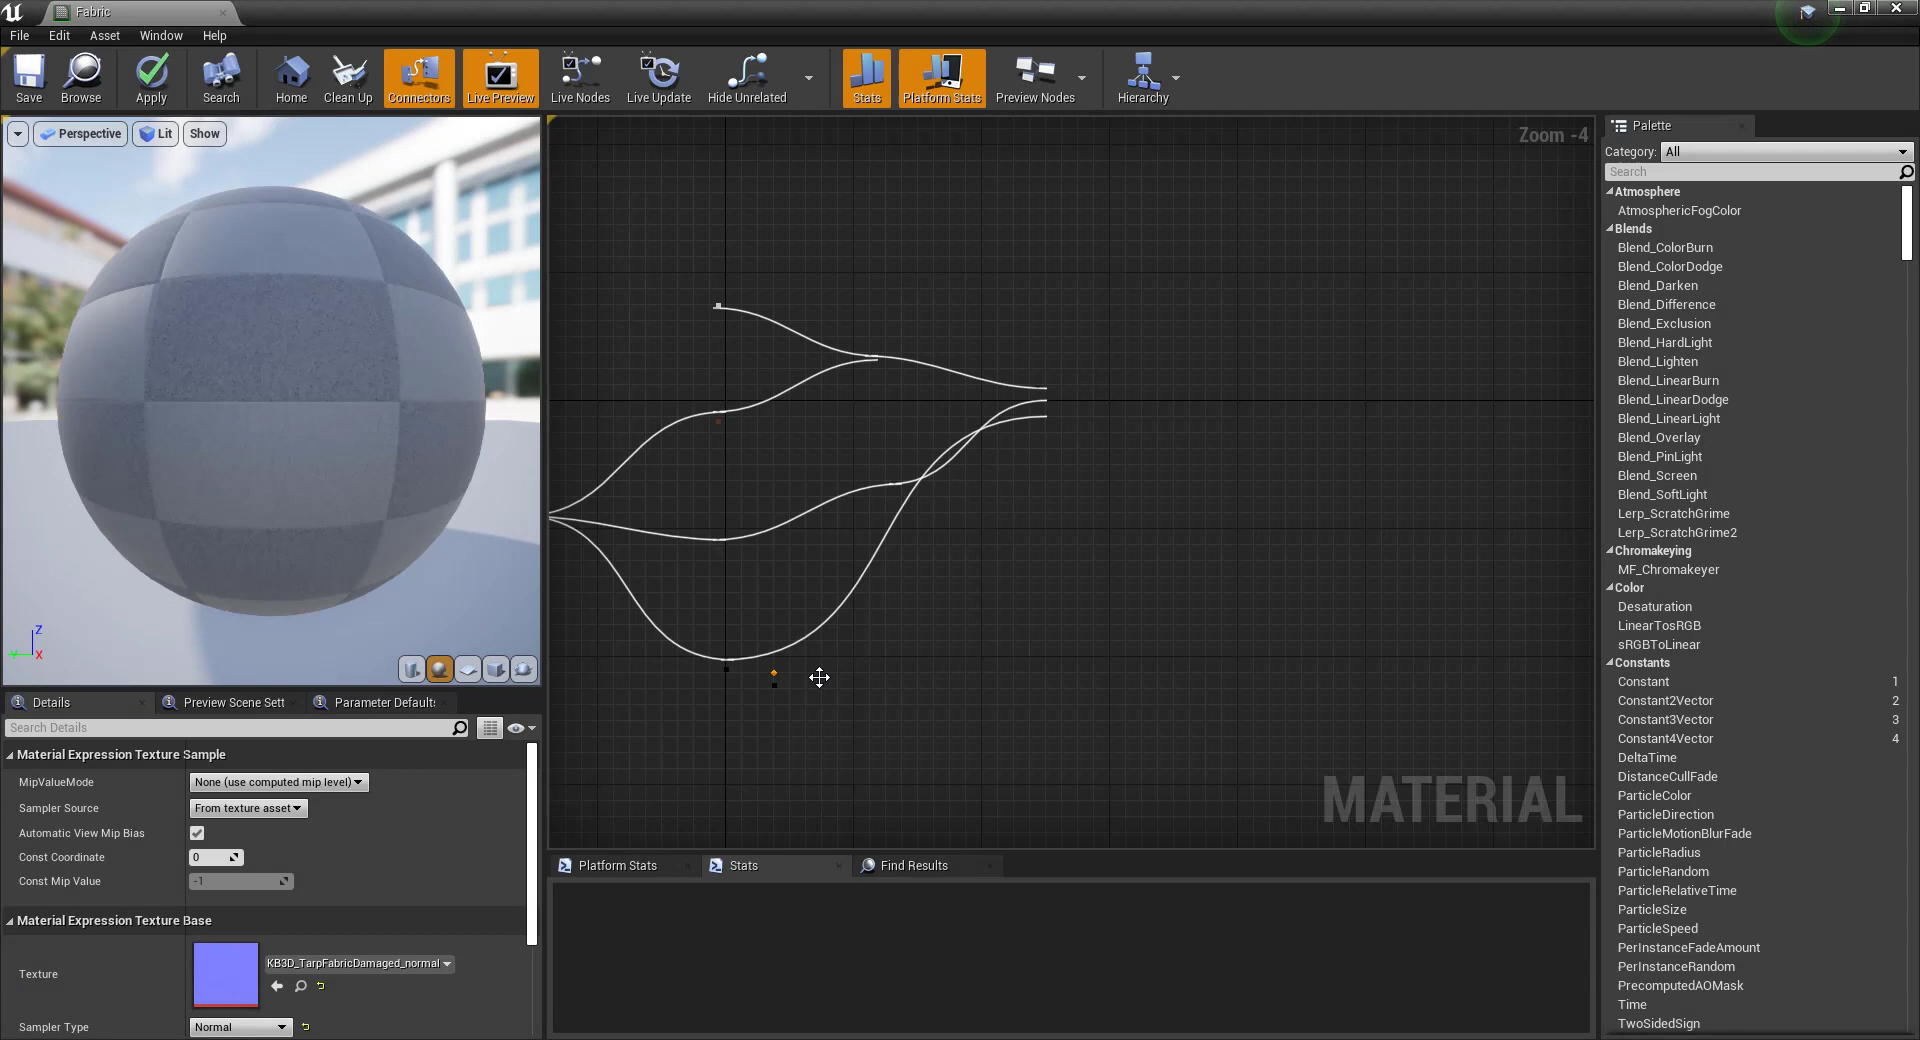 Fabric
File Edit Asset Window Help
Save Browse Apply Search Home Clean Up Connectors Live Preview Live Nodes Live Update Hide Unrelated Stats Platform Stats Preview Nodes Hierarchy
Perspective Lit Show
Zoom -4
Z
Y X
MATERIAL
Details Preview Scene Sett Parameter Default
Search Details
Material Expression Texture Sample
MipValueMode None (use computed mip level)
Sampler Source From texture asset
Automatic View Mip Bias
Const Coordinate 0
Const Mip Value -1
Material Expression Texture Base
Texture KB3D_TarpFabricDamaged_normal
Sampler Type Normal
Platform Stats Stats Find Results
Palette
Category: All
Search
Atmosphere
AtmosphericFogColor
Blends
Blend_ColorBurn
Blend_ColorDodge
Blend_Darken
Blend_Difference
Blend_Exclusion
Blend_HardLight
Blend_Lighten
Blend_LinearBurn
Blend_LinearDodge
Blend_LinearLight
Blend_Overlay
Blend_PinLight
Blend_Screen
Blend_SoftLight
Lerp_ScratchGrime
Lerp_ScratchGrime2
Chromakeying
MF_Chromakeyer
Color
Desaturation
LinearTosRGB
sRGBToLinear
Constants
Constant 1
Constant2Vector 2
Constant3Vector 3
Constant4Vector 4
DeltaTime
DistanceCullFade
ParticleColor
ParticleDirection
ParticleMotionBlurFade
ParticleRadius
ParticleRandom
ParticleRelativeTime
ParticleSize
ParticleSpeed
PerInstanceFadeAmount
PerInstanceRandom
PrecomputedAOMask
Time
TwoSidedSign